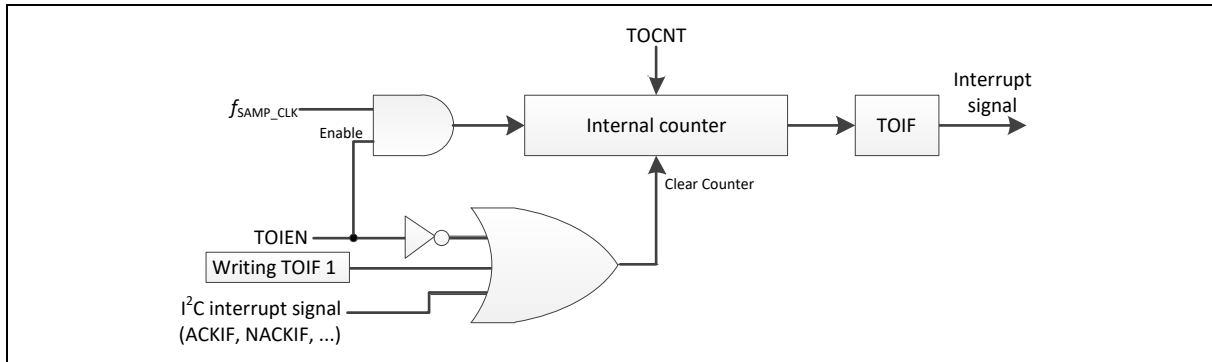 TOCNT
Interrupt
signal
fSAMP_CLK
Enable
Internal counter
TOIF
Clear Counter
TOIEN
Writing TOIF 1
I²C interrupt signal
(ACKIF, NACKIF, ...)